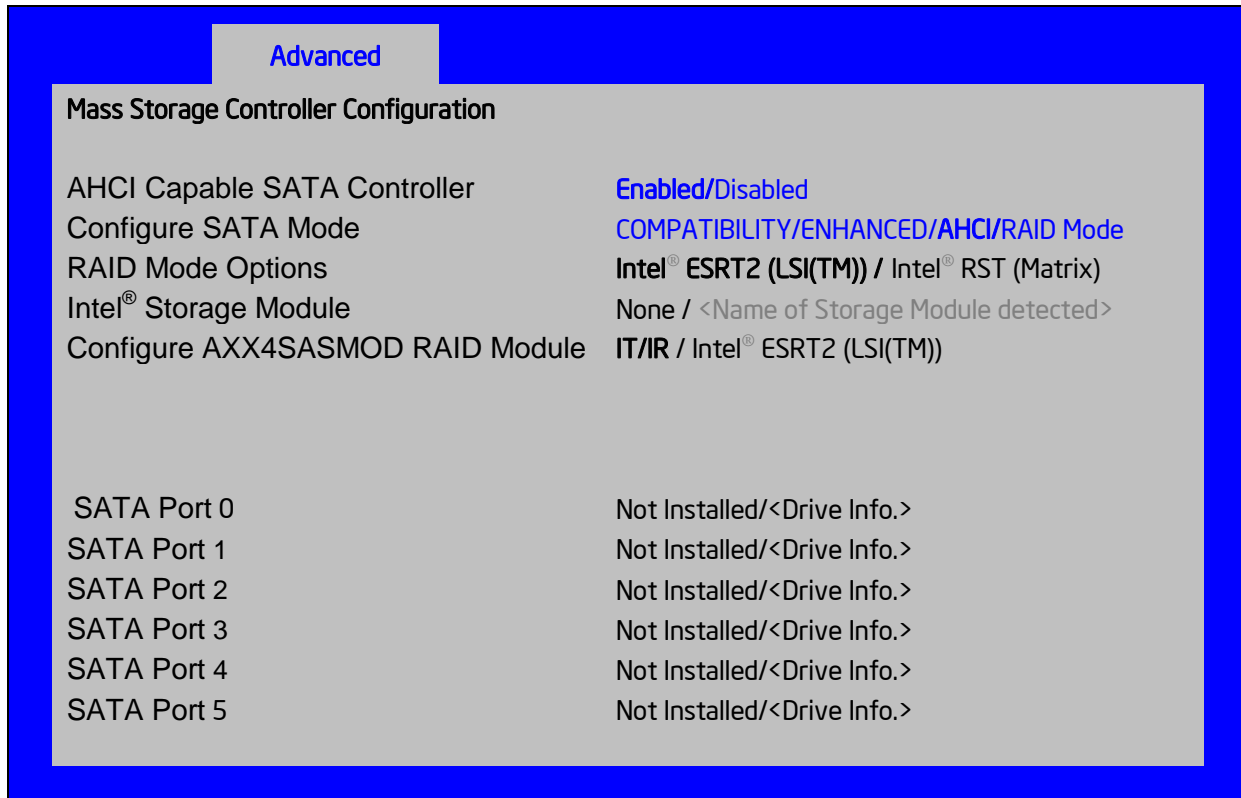 Advanced
Mass Storage Controller Configuration
AHCI Capable SATA Controller Enabled/Disabled
Configure SATA Mode COMPATIBILITY/ENHANCED/AHCI/RAID Mode
RAID Mode Options Intel® ESRT2 (LSI(TM)) / Intel® RST (Matrix)
Intel® Storage Module None / <Name of Storage Module detected>
Configure AXX4SASMOD RAID Module IT/IR / Intel® ESRT2 (LSI(TM))
SATA Port 0 Not Installed/<Drive Info.>
SATA Port 1 Not Installed/<Drive Info.>
SATA Port 2 Not Installed/<Drive Info.>
SATA Port 3 Not Installed/<Drive Info.>
SATA Port 4 Not Installed/<Drive Info.>
SATA Port 5 Not Installed/<Drive Info.>